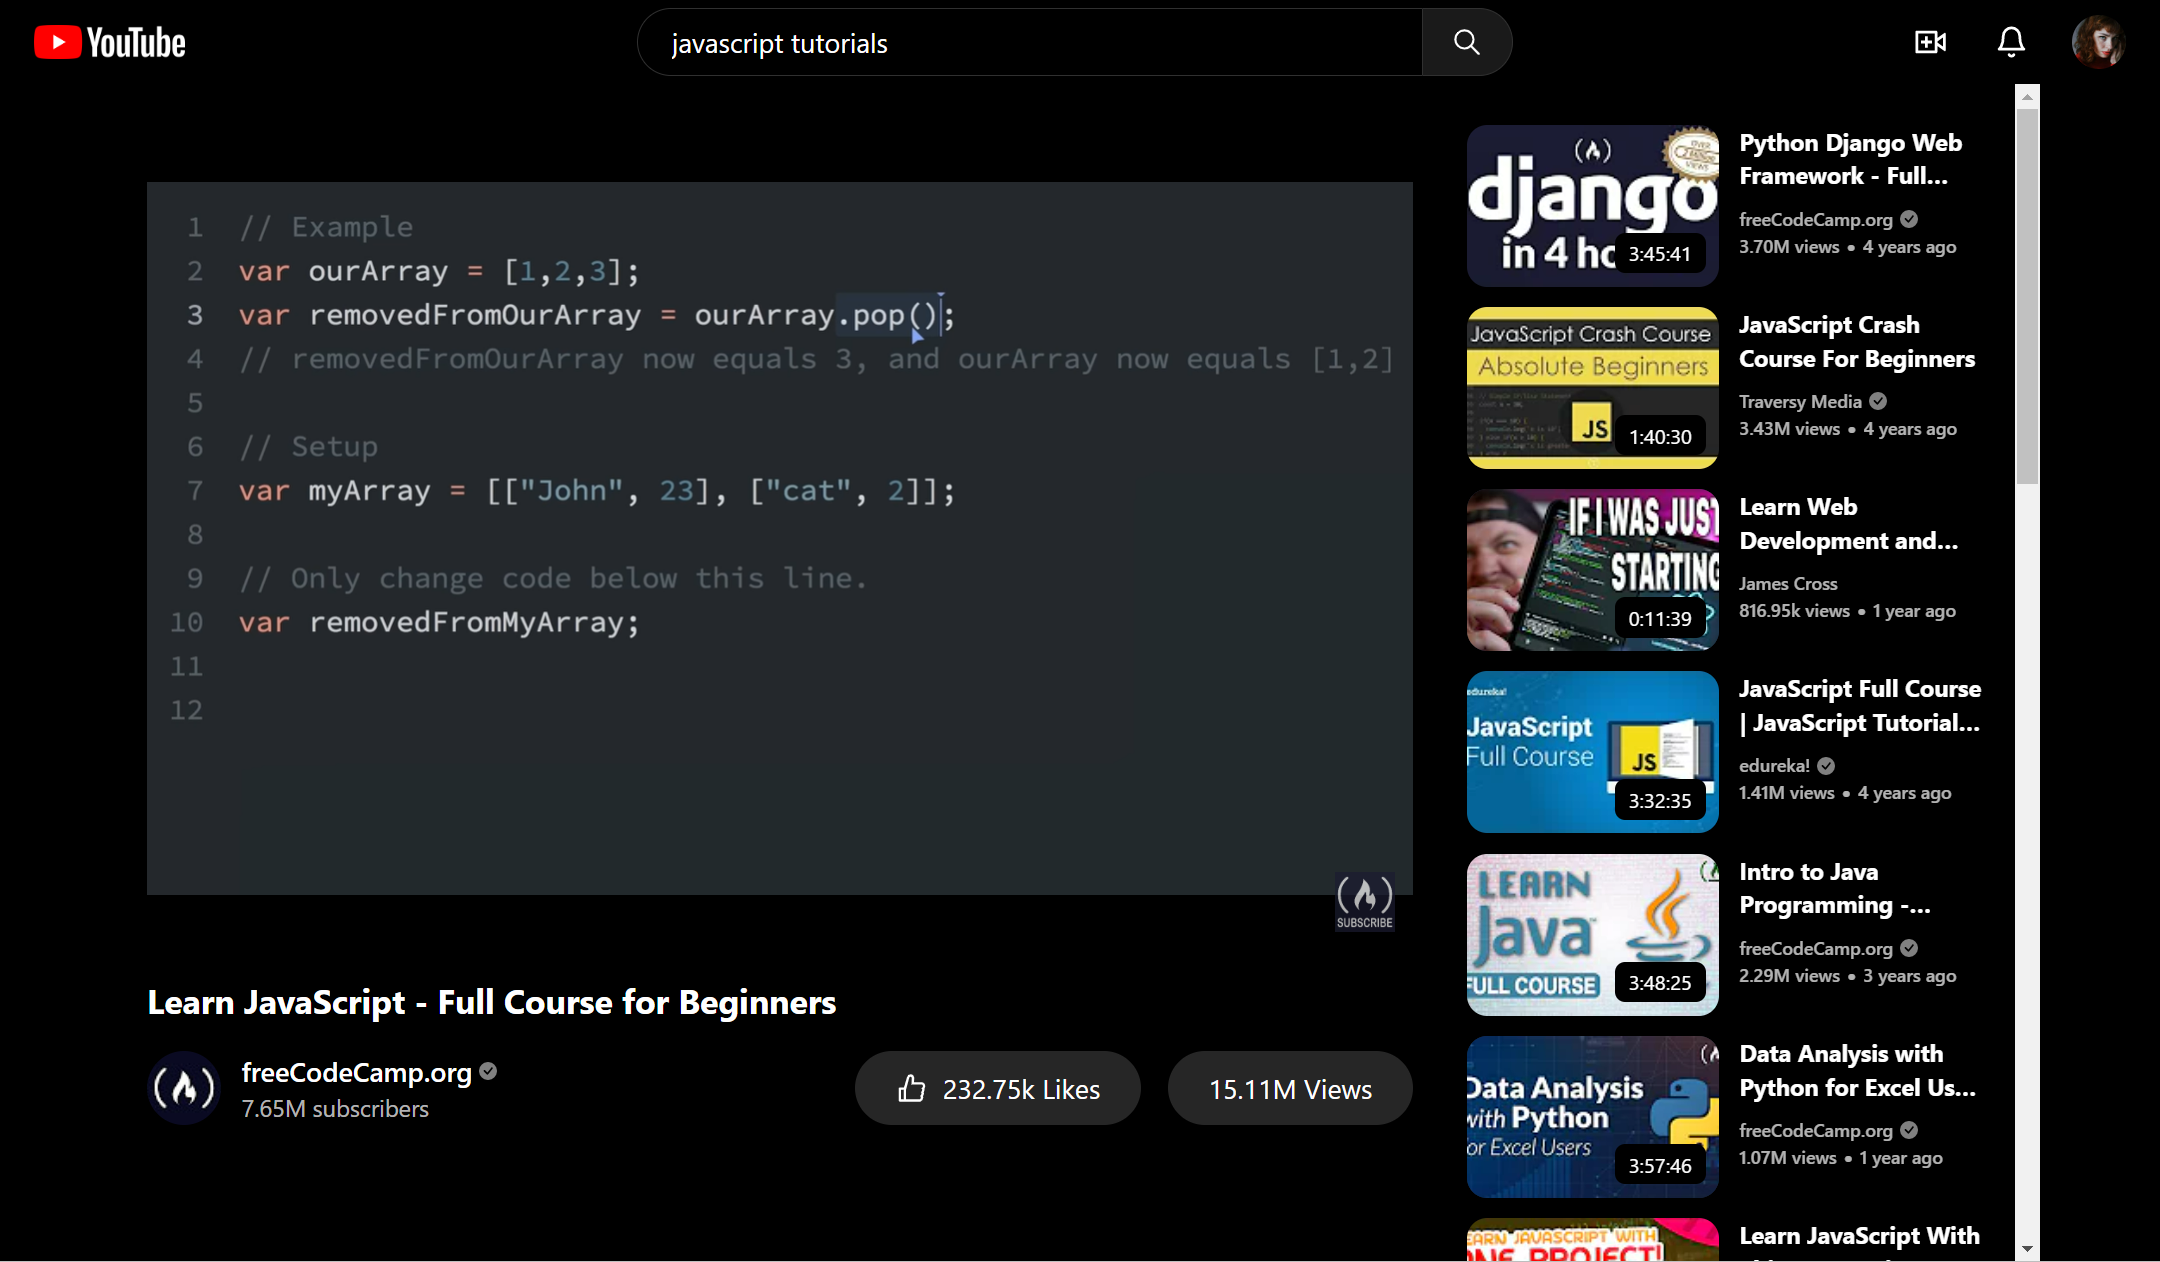 YouTube
javascript tutorials
1 // Example
2 var ourArray = [1,2,3];
3 var removedFromOurArray = ourArray.pop();
4 // removedFromOurArray now equals 3, and ourArray now equals [1,2]
5
6 // Setup
7 var myArray = [["John", 23], ["cat", 2]];
8
9 // Only change code below this line.
10 var removedFromMyArray;
11
12
SUBSCRIBE
Learn JavaScript - Full Course for Beginners
freeCodeCamp.org
7.65M subscribers
232.75k Likes
15.11M Views
django
in 4 ho
3:45:41
Python Django Web
Framework - Full...
freeCodeCamp.org
3.70M views • 4 years ago
JavaScript Crash Course
Absolute Beginners
JS
1:40:30
JavaScript Crash
Course For Beginners
Traversy Media
3.43M views • 4 years ago
IF I WAS JUST
STARTING
0:11:39
Learn Web
Development and...
James Cross
816.95k views • 1 year ago
edureka!
JavaScript
Full Course
JS
3:32:35
JavaScript Full Course
| JavaScript Tutorial...
edureka!
1.41M views • 4 years ago
LEARN
Java
FULL COURSE
3:48:25
Intro to Java
Programming -...
freeCodeCamp.org
2.29M views • 3 years ago
Data Analysis
with Python
for Excel Users
3:57:46
Data Analysis with
Python for Excel Us...
freeCodeCamp.org
1.07M views • 1 year ago
EARN JAVASCRIPT WITH
ONE PROJECT!
Learn JavaScript With